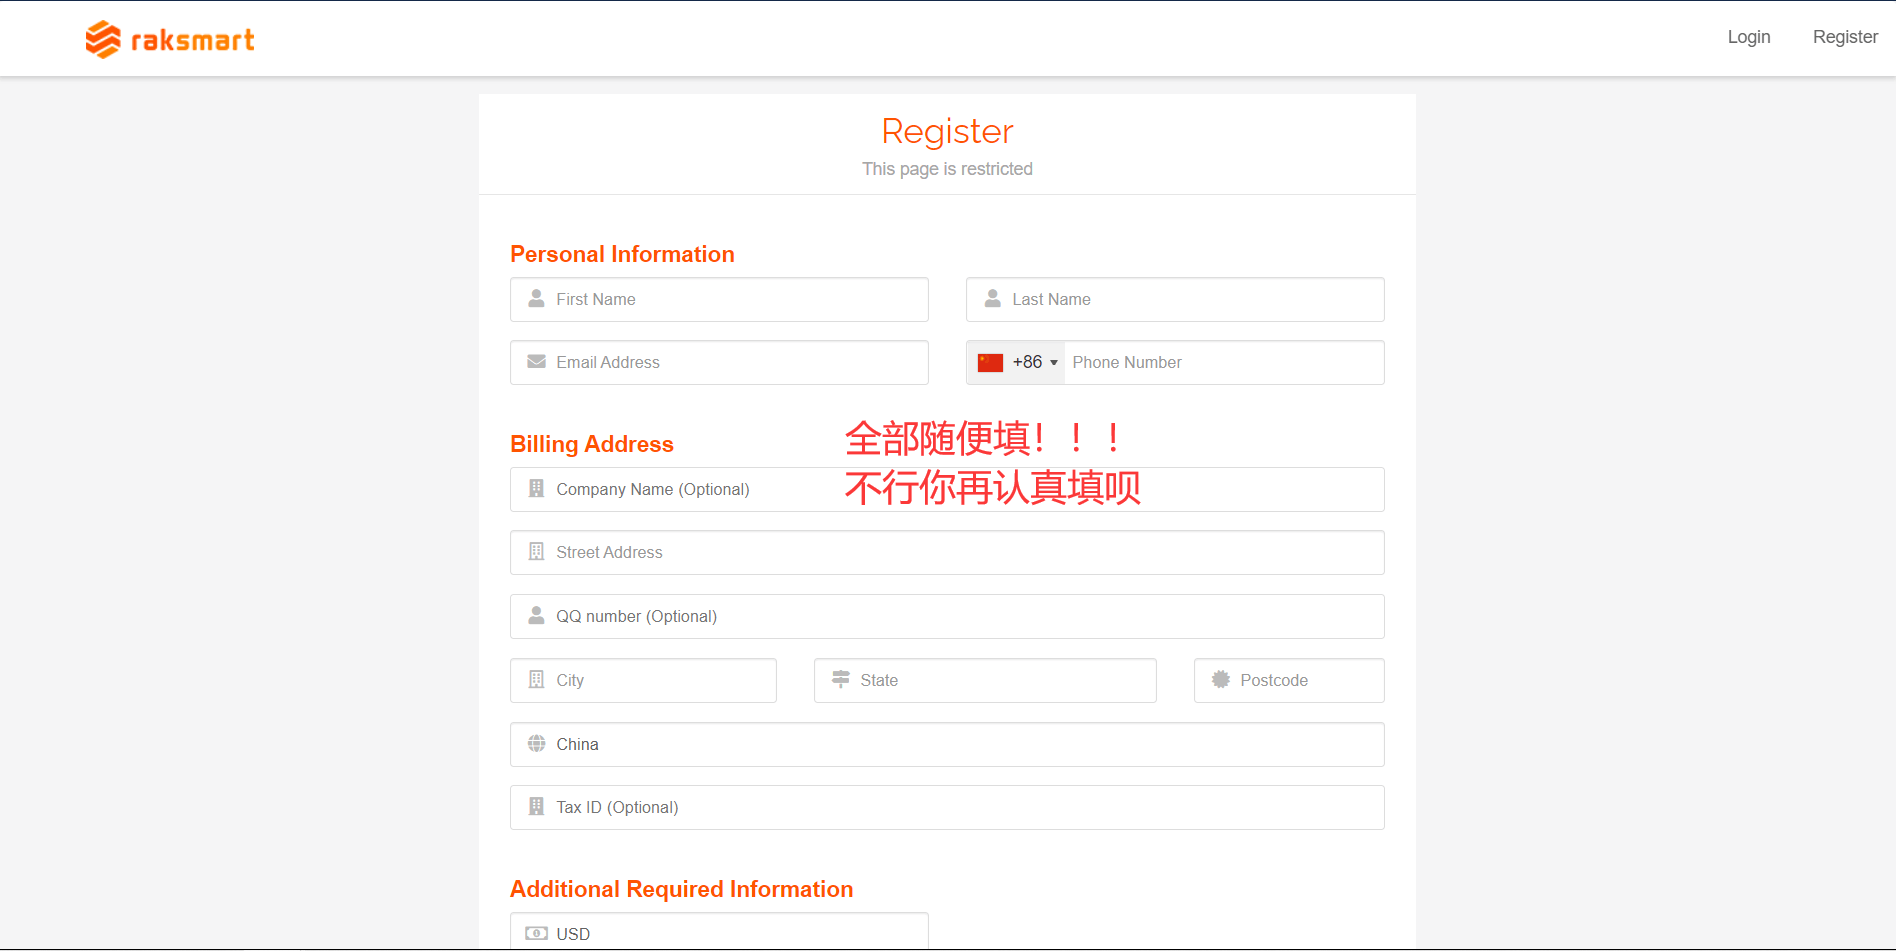 raksmart
Login
Register
Register
This page is restricted
Personal Information
First Name
Last Name
Email Address
+86
Phone Number
Billing Address
全部随便填！！！
不行你再认真填呗
Company Name (Optional)
Street Address
QQ number (Optional)
City
State
Postcode
China
Tax ID (Optional)
Additional Required Information
USD